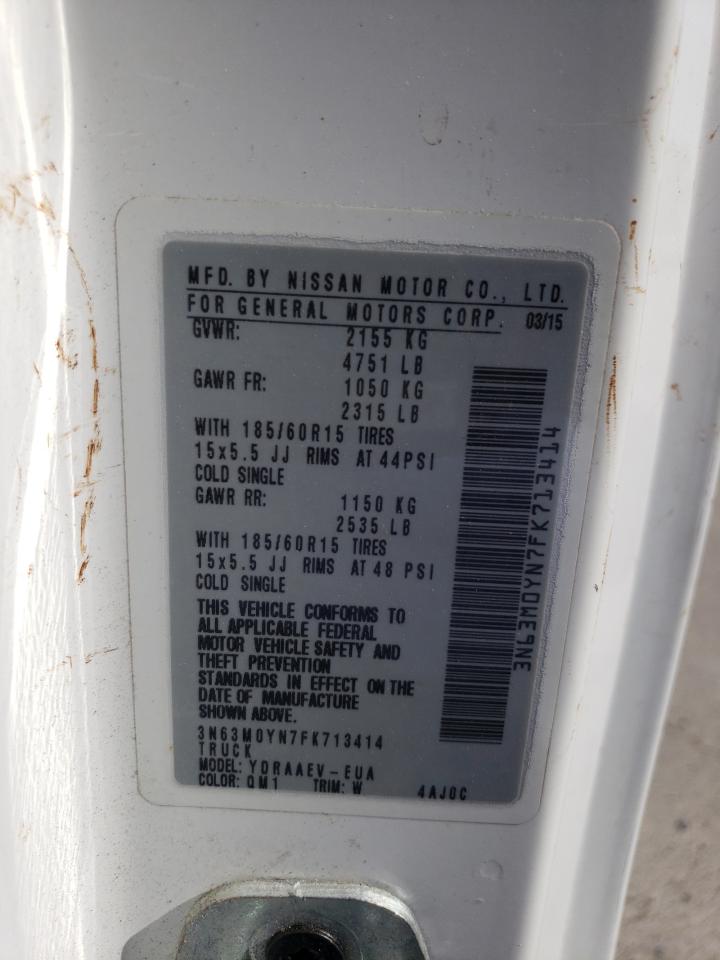 MFD. BY NISSAN MOTOR CO., LTD.
FOR GENERAL MOTORS CORP. 03/15
GVWR: 2155 KG
4751 LB
GAWR FR: 1050 KG
2315 LB
WITH 185/60R15 TIRES
15x5.5 JJ RIMS AT 44PSI
COLD SINGLE
GAWR RR: 1150 KG
2535 LB
WITH 185/60R15 TIRES
15x5.5 JJ RIMS AT 48 PSI
COLD SINGLE
THIS VEHICLE CONFORMS TO
ALL APPLICABLE FEDERAL
MOTOR VEHICLE SAFETY AND
THEFT PREVENTION
STANDARDS IN EFFECT ON THE
DATE OF MANUFACTURE
SHOWN ABOVE.
3N63M0YN7FK713414
TRUCK
MODEL: YDRAAEV-EUA
COLOR: QM1 TRIM: W 4AJ0C
3N63M0YN7FK713414